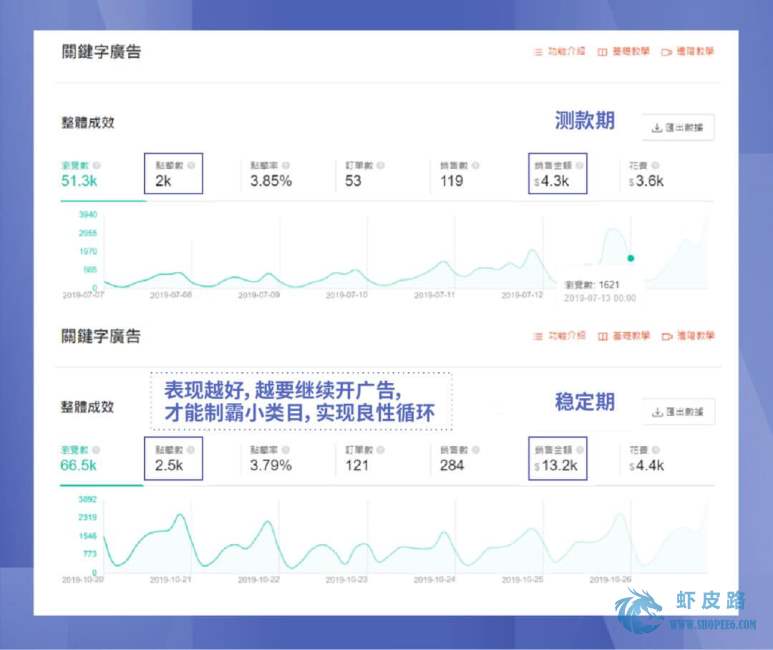 關鍵字廣告
功能介紹 基礎教學 進階教學
整體成效
测款期
匯出數據
瀏覽數 點擊數 點擊率 訂單數 銷售數 銷售金額 花費
51.3k 2k 3.85% 53 119 $4.3k $3.6k
3940
2955
1970
985
0
瀏覽數: 1621
2019-07-13 00:00
2019-07-07 2019-07-08 2019-07-09 2019-07-10 2019-07-11 2019-07-12
關鍵字廣告
功能介紹 基礎教學 進階教學
表现越好, 越要继续开广告,
才能制霸小类目, 实现良性循环
整體成效
稳定期
匯出數據
瀏覽數 點擊數 點擊率 訂單數 銷售數 銷售金額 花費
66.5k 2.5k 3.79% 121 284 $13.2k $4.4k
3092
2319
1546
773
0
2019-10-20 2019-10-21 2019-10-22 2019-10-23 2019-10-24 2019-10-25 2019-10-26
虾皮路
WWW.SHOPEE6.COM